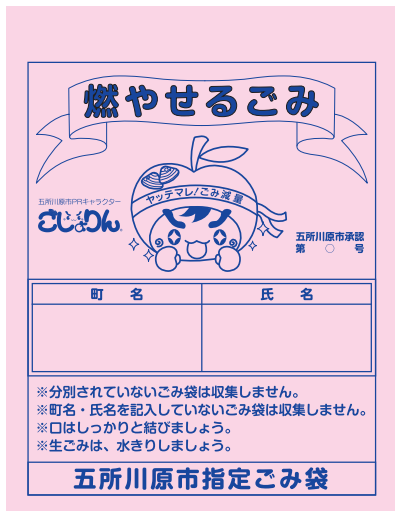 燃やせるごみ
ヤッテマレ!ごみ減量
五所川原市PRキャラクター
ごしょりん®
五所川原市承認
第 ○ 号
町 名 氏 名
※分別されていないごみ袋は収集しません。
※町名・氏名を記入していないごみ袋は収集しません。
※口はしっかりと結びましょう。
※生ごみは、水きりしましょう。
五所川原市指定ごみ袋